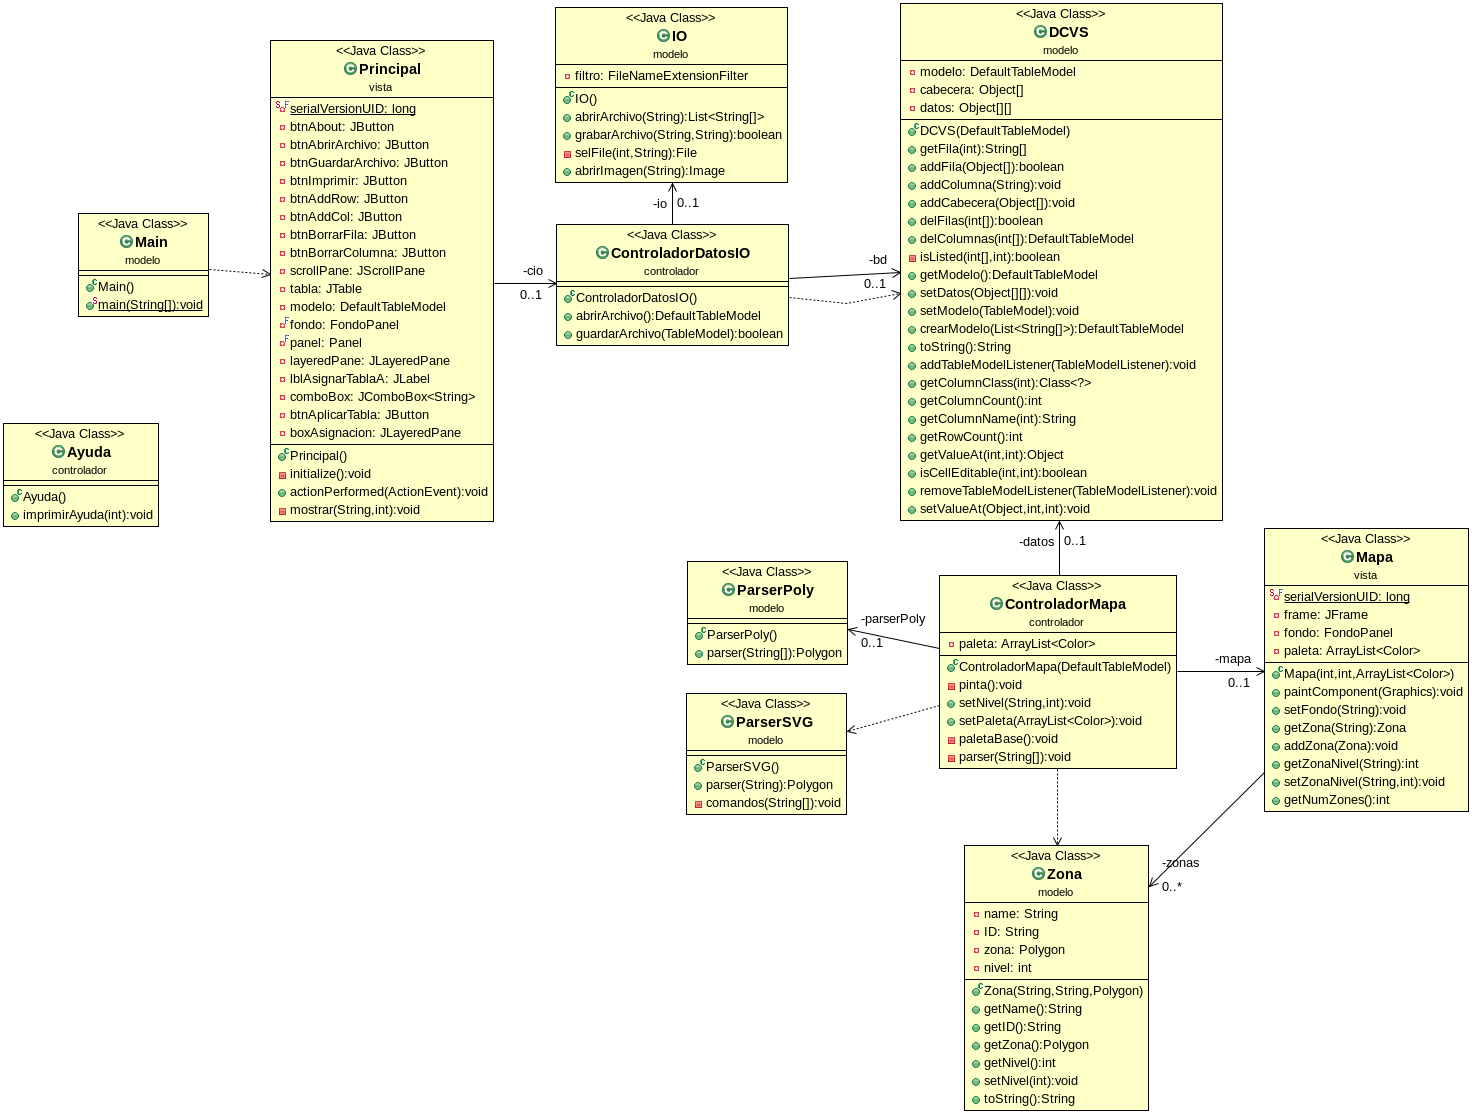 <<Java Class>>
Main
modelo
Main()
main(String[]):void
<<Java Class>>
Ayuda
controlador
Ayuda()
imprimirAyuda(int):void
<<Java Class>>
Principal
vista
serialVersionUID: long
btnAbout: JButton
btnAbrirArchivo: JButton
btnGuardarArchivo: JButton
btnImprimir: JButton
btnAddRow: JButton
btnAddCol: JButton
btnBorrarFila: JButton
btnBorrarColumna: JButton
scrollPane: JScrollPane
tabla: JTable
modelo: DefaultTableModel
fondo: FondoPanel
panel: Panel
layeredPane: JLayeredPane
lblAsignarTablaA: JLabel
comboBox: JComboBox<String>
btnAplicarTabla: JButton
boxAsignacion: JLayeredPane
Principal()
initialize():void
actionPerformed(ActionEvent):void
mostrar(String,int):void
-cio
0..1
<<Java Class>>
IO
modelo
filtro: FileNameExtensionFilter
IO()
abrirArchivo(String):List<String[]>
grabarArchivo(String,String):boolean
selFile(int,String):File
abrirImagen(String):Image
-io
0..1
<<Java Class>>
ControladorDatosIO
controlador
ControladorDatosIO()
abrirArchivo():DefaultTableModel
guardarArchivo(TableModel):boolean
-bd
0..1
<<Java Class>>
DCVS
modelo
modelo: DefaultTableModel
cabecera: Object[]
datos: Object[][]
DCVS(DefaultTableModel)
getFila(int):String[]
addFila(Object[]):boolean
addColumna(String):void
addCabecera(Object[]):void
delFilas(int[]):boolean
delColumnas(int[]):DefaultTableModel
isListed(int[],int):boolean
getModelo():DefaultTableModel
setDatos(Object[][]):void
setModelo(TableModel):void
crearModelo(List<String[]>):DefaultTableModel
toString():String
addTableModelListener(TableModelListener):void
getColumnClass(int):Class<?>
getColumnCount():int
getColumnName(int):String
getRowCount():int
getValueAt(int,int):Object
isCellEditable(int,int):boolean
removeTableModelListener(TableModelListener):void
setValueAt(Object,int,int):void
-datos
0..1
<<Java Class>>
ParserPoly
modelo
ParserPoly()
parser(String[]):Polygon
-parserPoly
0..1
<<Java Class>>
ParserSVG
modelo
ParserSVG()
parser(String):Polygon
comandos(String[]):void
<<Java Class>>
ControladorMapa
controlador
paleta: ArrayList<Color>
ControladorMapa(DefaultTableModel)
pinta():void
setNivel(String,int):void
setPaleta(ArrayList<Color>):void
paletaBase():void
parser(String[]):void
-mapa
0..1
<<Java Class>>
Mapa
vista
serialVersionUID: long
frame: JFrame
fondo: FondoPanel
paleta: ArrayList<Color>
Mapa(int,int,ArrayList<Color>)
paintComponent(Graphics):void
setFondo(String):void
getZona(String):Zona
addZona(Zona):void
getZonaNivel(String):int
setZonaNivel(String,int):void
getNumZones():int
-zonas
0..*
<<Java Class>>
Zona
modelo
name: String
ID: String
zona: Polygon
nivel: int
Zona(String,String,Polygon)
getName():String
getID():String
getZona():Polygon
getNivel():int
setNivel(int):void
toString():String